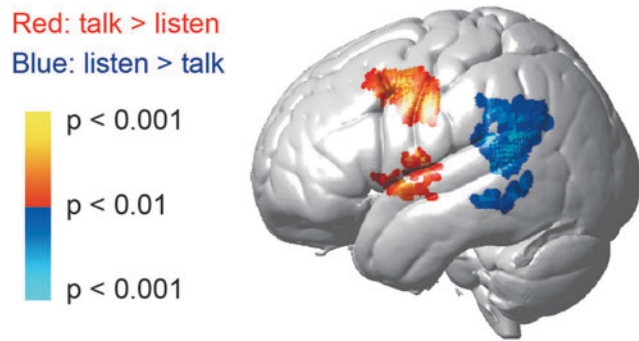 Red: talk > listen
Blue: listen > talk
p < 0.001
p < 0.01
p < 0.001